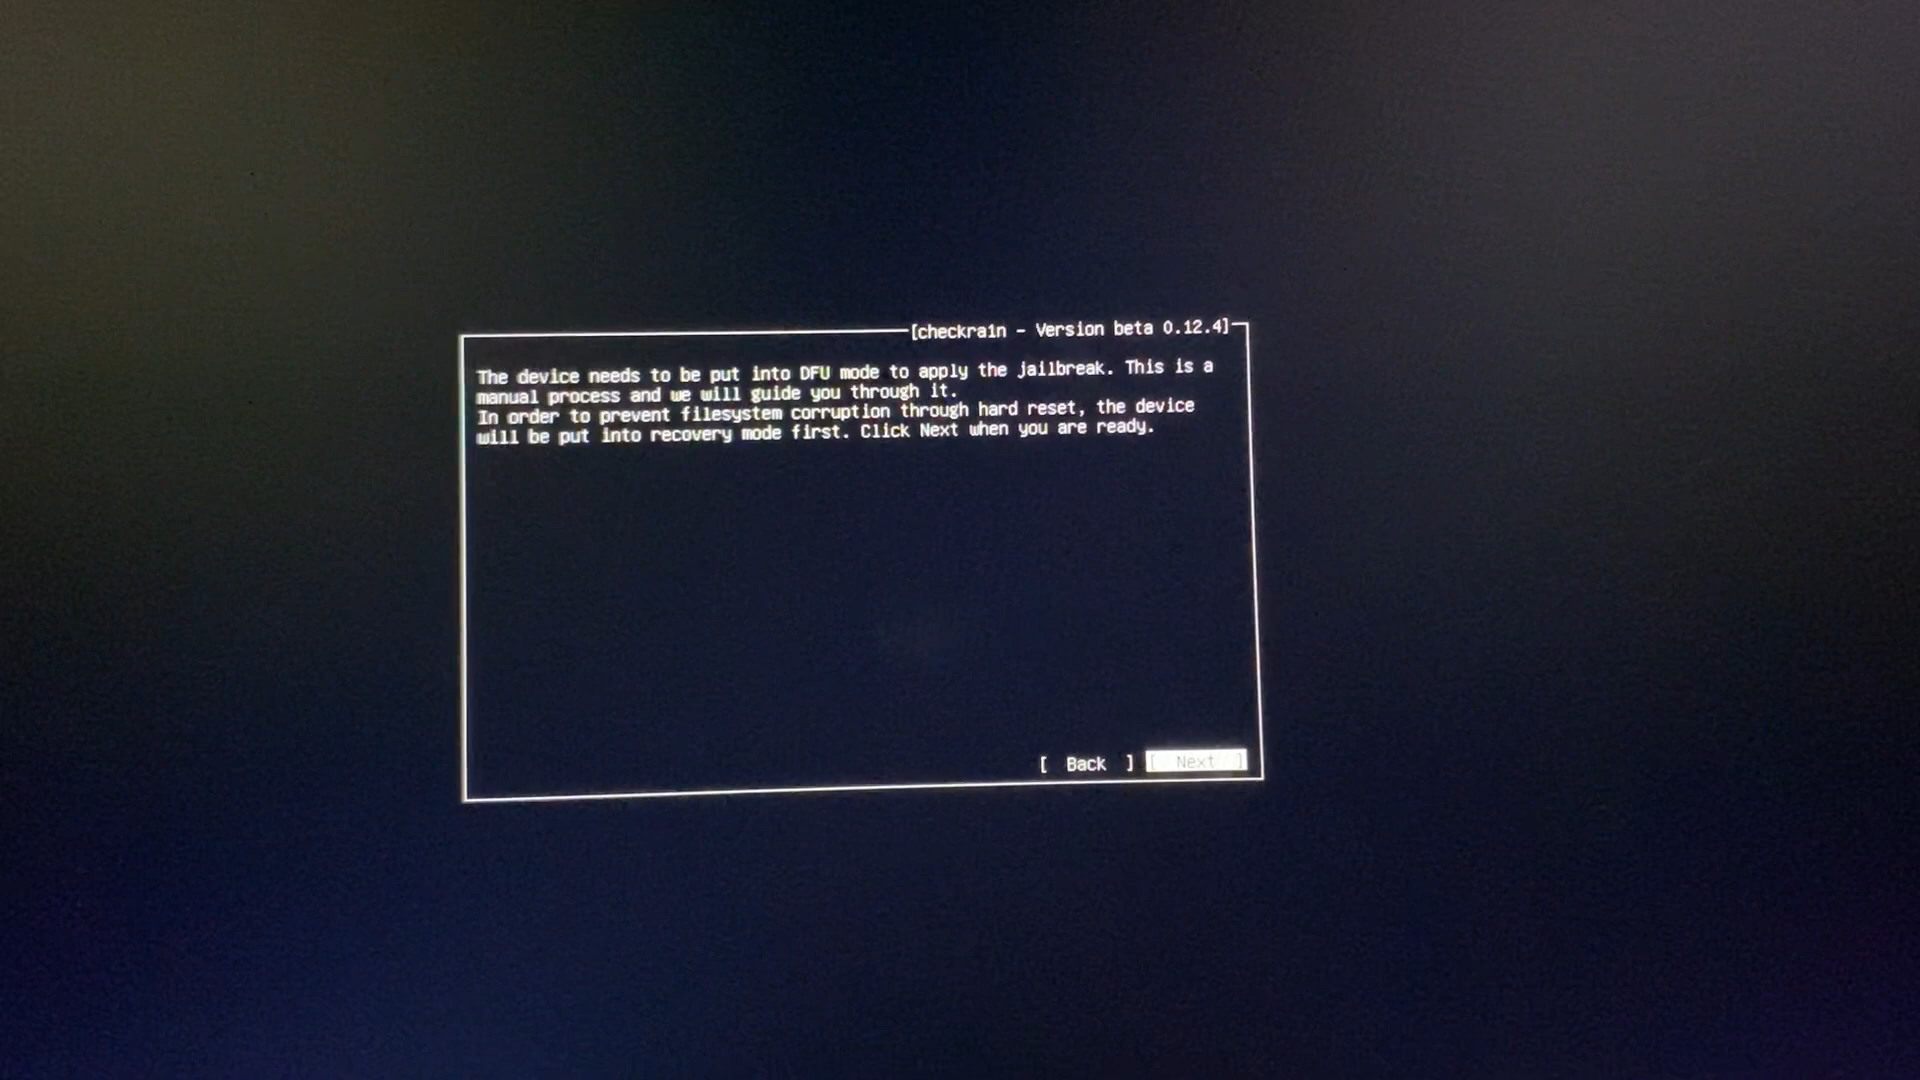 [checkra1n - Version beta 0.12.4]
The device needs to be put into DFU mode to apply the jailbreak. This is a
manual process and we will guide you through it.
In order to prevent filesystem corruption through hard reset, the device
will be put into recovery mode first. Click Next when you are ready.
[ Back ] [ Next ]